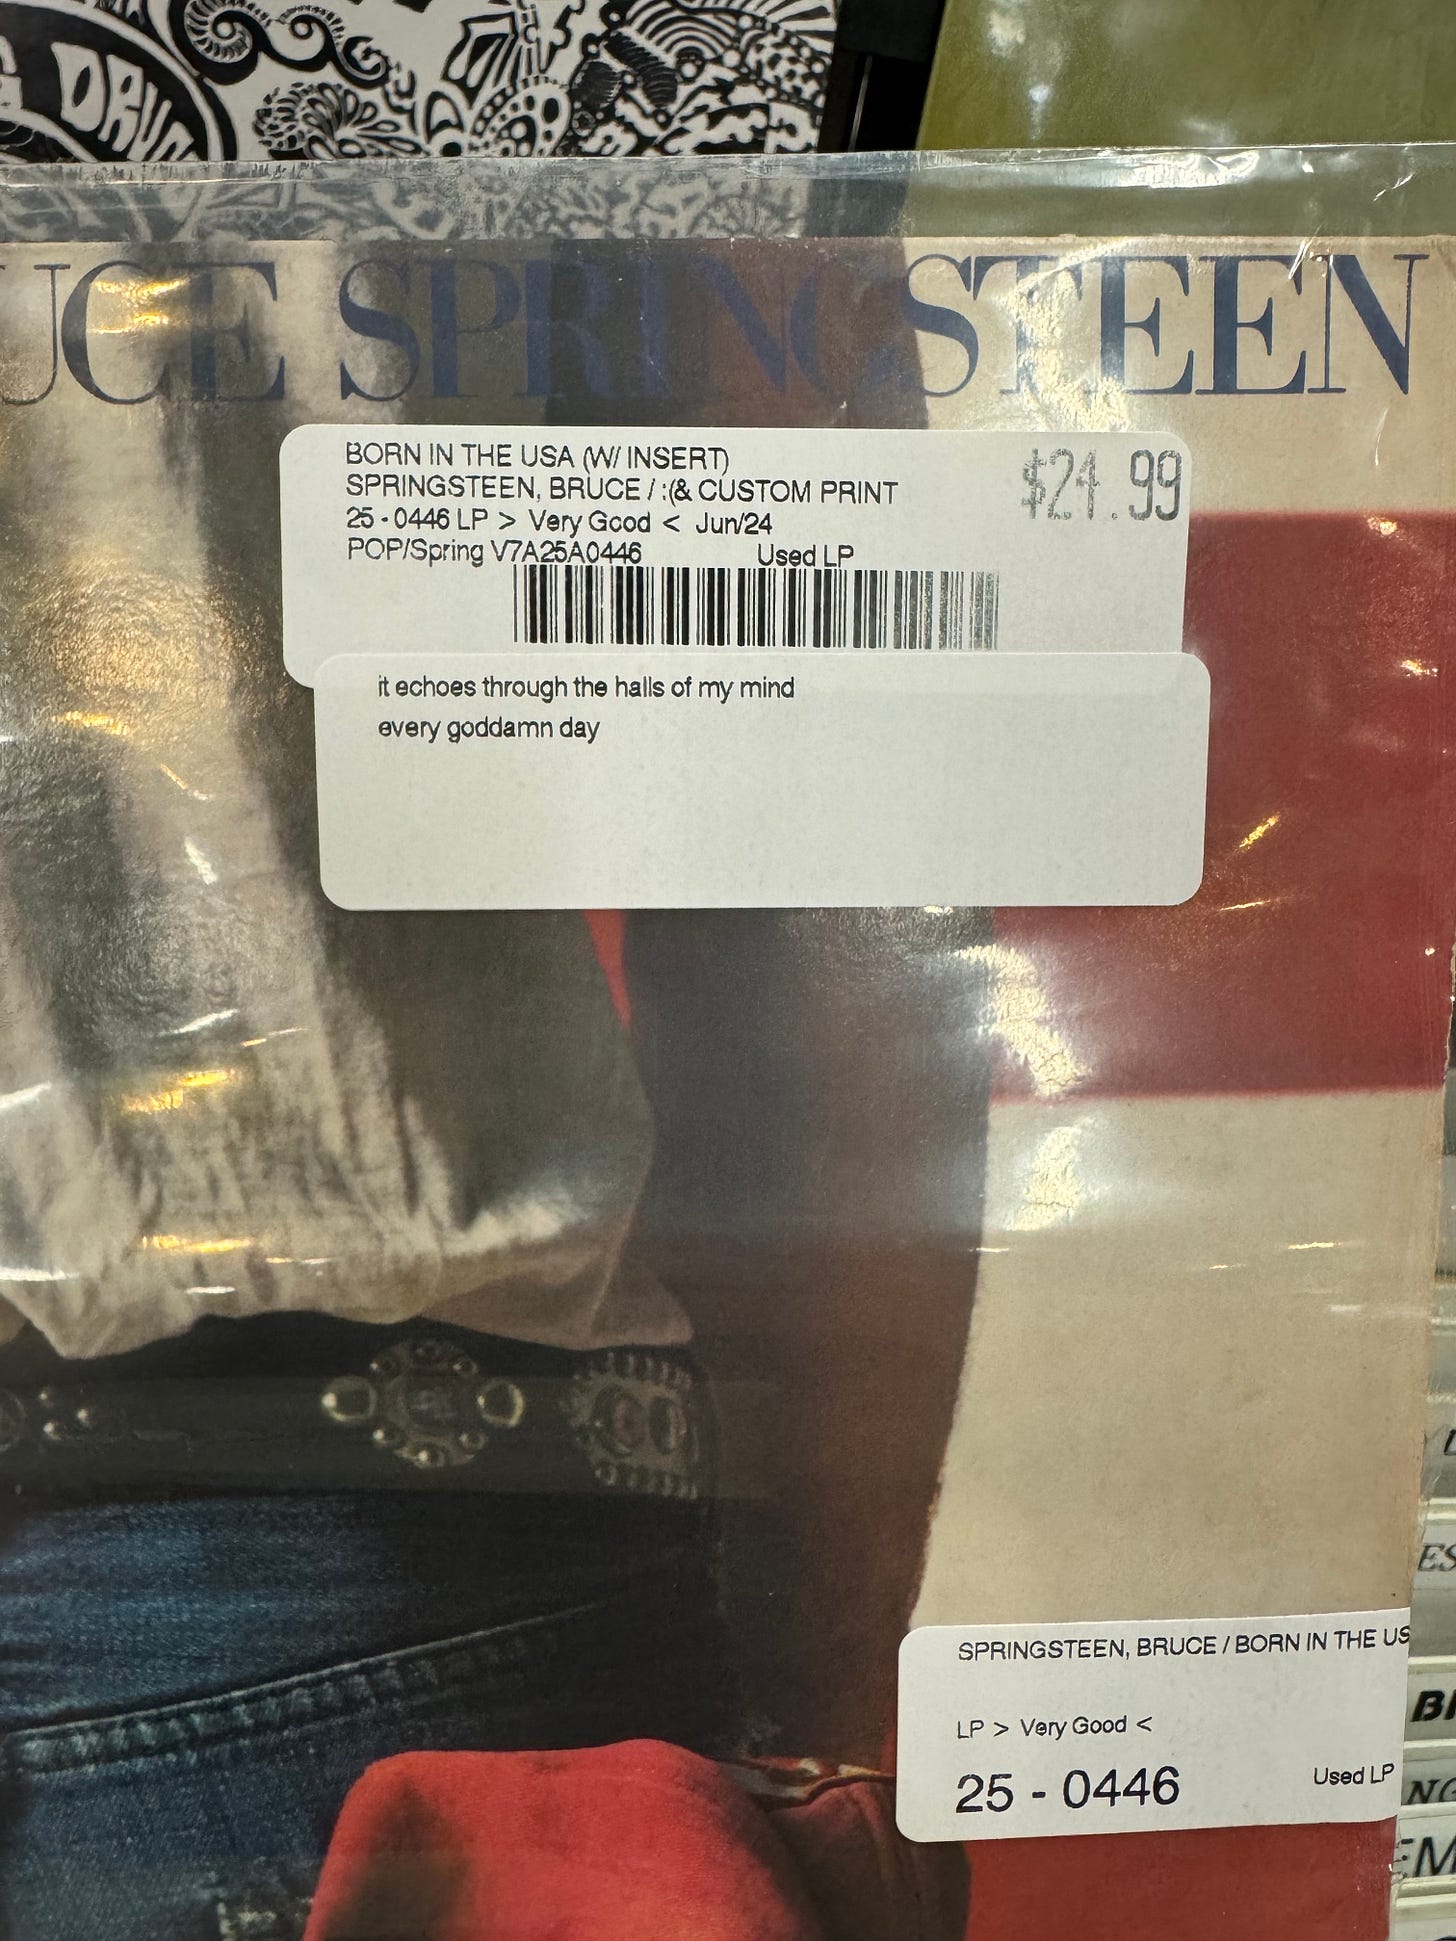 DRUG
UCE SPRINGSTEEN
BORN IN THE USA (W/ INSERT)
$21.99
SPRINGSTEEN, BRUCE / :(& CUSTOM PRINT
25 - 0446 LP > Very Good < Jun/24
POP/Spring V7A25A0446 Used LP
it echoes through the halls of my mind
every goddamn day
SPRINGSTEEN, BRUCE / BORN IN THE US
LP > Very Good <
25 - 0446 Used LP